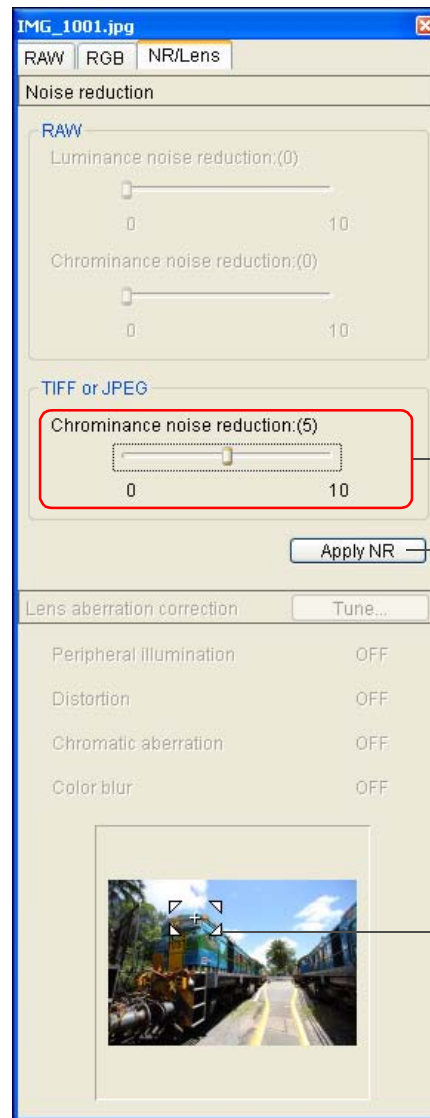 IMG_1001.jpg
RAW RGB NR/Lens
Noise reduction
RAW
Luminance noise reduction:(0)
0 10
Chrominance noise reduction:(0)
0 10
TIFF or JPEG
Chrominance noise reduction:(5)
0 10
Apply NR
Lens aberration correction Tune...
Peripheral illumination OFF
Distortion OFF
Chromatic aberration OFF
Color blur OFF